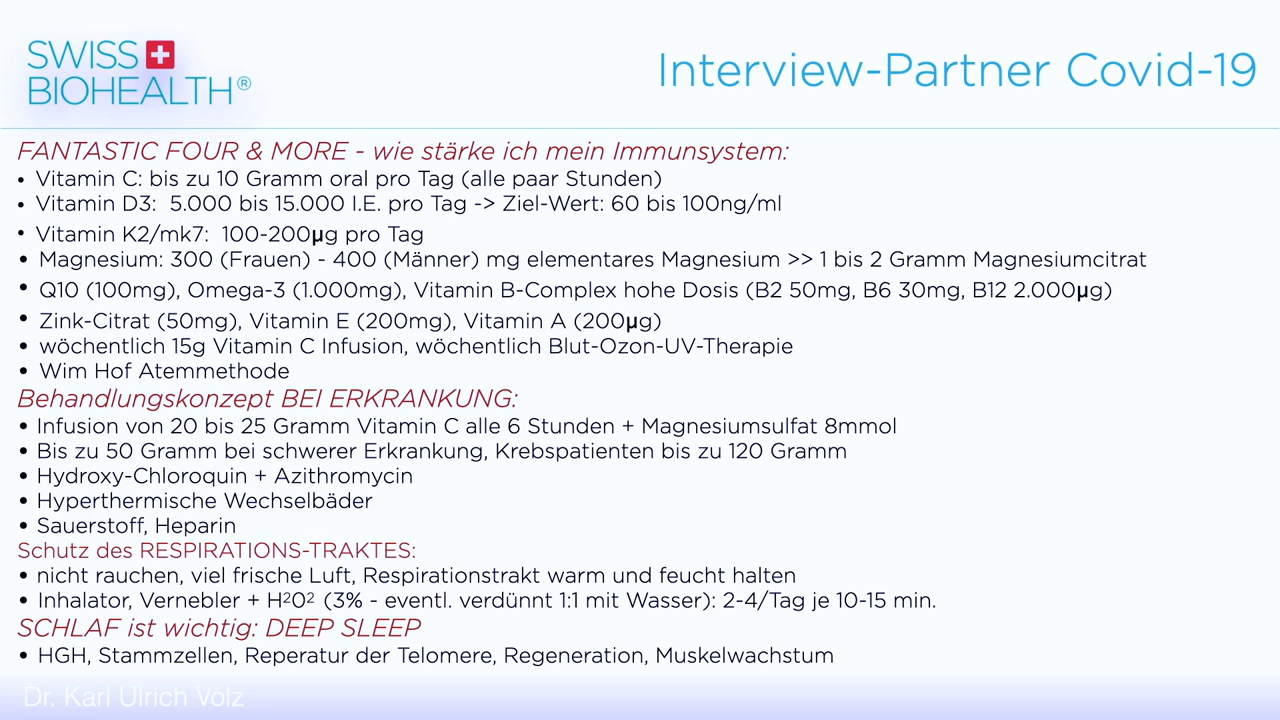 SWISS
BIOHEALTH®
Interview-Partner Covid-19
FANTASTIC FOUR & MORE - wie stärke ich mein Immunsystem:
• Vitamin C: bis zu 10 Gramm oral pro Tag (alle paar Stunden)
• Vitamin D3:  5.000 bis 15.000 I.E. pro Tag -> Ziel-Wert: 60 bis 100ng/ml
• Vitamin K2/mk7:  100-200µg pro Tag
• Magnesium: 300 (Frauen) - 400 (Männer) mg elementares Magnesium >> 1 bis 2 Gramm Magnesiumcitrat
• Q10 (100mg), Omega-3 (1.000mg), Vitamin B-Complex hohe Dosis (B2 50mg, B6 30mg, B12 2.000µg)
• Zink-Citrat (50mg), Vitamin E (200mg), Vitamin A (200µg)
• wöchentlich 15g Vitamin C Infusion, wöchentlich Blut-Ozon-UV-Therapie
• Wim Hof Atemmethode
Behandlungskonzept BEI ERKRANKUNG:
• Infusion von 20 bis 25 Gramm Vitamin C alle 6 Stunden + Magnesiumsulfat 8mmol
• Bis zu 50 Gramm bei schwerer Erkrankung, Krebspatienten bis zu 120 Gramm
• Hydroxy-Chloroquin + Azithromycin
• Hyperthermische Wechselbäder
• Sauerstoff, Heparin
Schutz des RESPIRATIONS-TRAKTES:
• nicht rauchen, viel frische Luft, Respirationstrakt warm und feucht halten
• Inhalator, Vernebler + H²O² (3% - eventl. verdünnt 1:1 mit Wasser): 2-4/Tag je 10-15 min.
SCHLAF ist wichtig: DEEP SLEEP
• HGH, Stammzellen, Reperatur der Telomere, Regeneration, Muskelwachstum
Dr. Karl Ulrich Volz